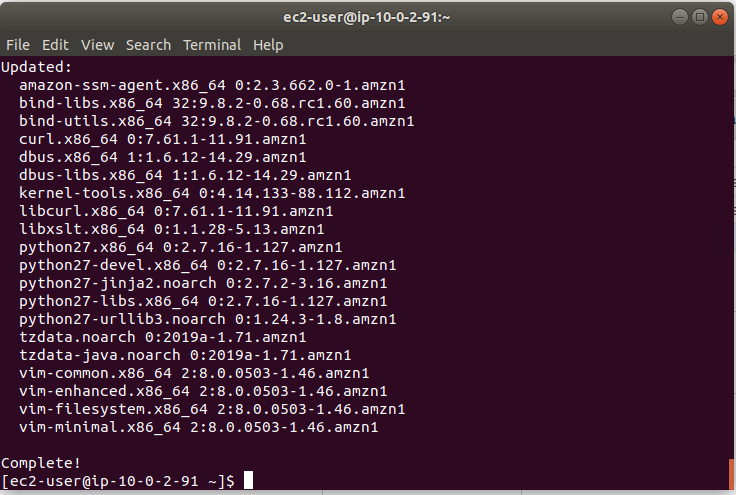 ec2-user@ip-10-0-2-91:~
File Edit View Search Terminal Help
Updated:
amazon-ssm-agent.x86_64 0:2.3.662.0-1.amzn1
bind-libs.x86_64 32:9.8.2-0.68.rc1.60.amzn1
bind-utils.x86_64 32:9.8.2-0.68.rc1.60.amzn1
curl.x86_64 0:7.61.1-11.91.amzn1
dbus.x86_64 1:1.6.12-14.29.amzn1
dbus-libs.x86_64 1:1.6.12-14.29.amzn1
kernel-tools.x86_64 0:4.14.133-88.112.amzn1
libcurl.x86_64 0:7.61.1-11.91.amzn1
libxslt.x86_64 0:1.1.28-5.13.amzn1
python27.x86_64 0:2.7.16-1.127.amzn1
python27-devel.x86_64 0:2.7.16-1.127.amzn1
python27-jinja2.noarch 0:2.7.2-3.16.amzn1
python27-libs.x86_64 0:2.7.16-1.127.amzn1
python27-urllib3.noarch 0:1.24.3-1.8.amzn1
tzdata.noarch 0:2019a-1.71.amzn1
tzdata-java.noarch 0:2019a-1.71.amzn1
vim-common.x86_64 2:8.0.0503-1.46.amzn1
vim-enhanced.x86_64 2:8.0.0503-1.46.amzn1
vim-filesystem.x86_64 2:8.0.0503-1.46.amzn1
vim-minimal.x86_64 2:8.0.0503-1.46.amzn1
Complete!
[ec2-user@ip-10-0-2-91 ~]$